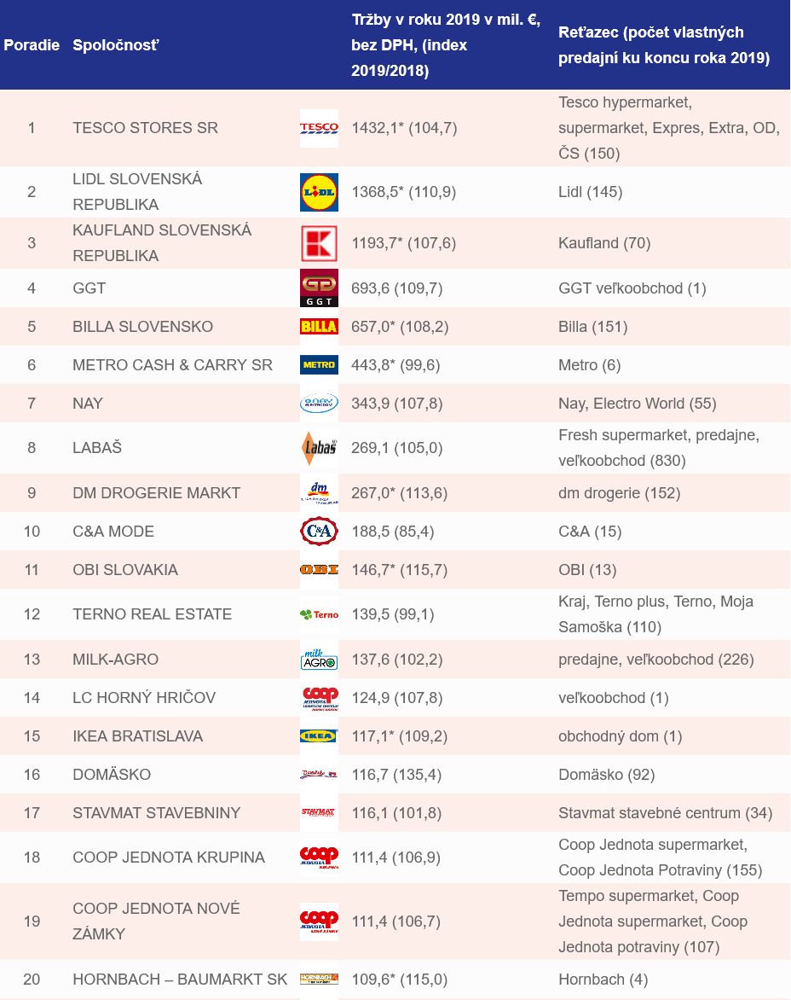 Poradie Spoločnosť Tržby v roku 2019 v mil. €, bez DPH, (index 2019/2018) Reťazec (počet vlastných predajní ku koncu roka 2019)
1 TESCO STORES SR TESCO 1432,1* (104,7) Tesco hypermarket, supermarket, Expres, Extra, OD, ČS (150)
2 LIDL SLOVENSKÁ REPUBLIKA LIDL 1368,5* (110,9) Lidl (145)
3 KAUFLAND SLOVENSKÁ REPUBLIKA 1193,7* (107,6) Kaufland (70)
4 GGT GGT 693,6 (109,7) GGT veľkoobchod (1)
5 BILLA SLOVENSKO BILLA 657,0* (108,2) Billa (151)
6 METRO CASH & CARRY SR METRO 443,8* (99,6) Metro (6)
7 NAY NAY 343,9 (107,8) Nay, Electro World (55)
8 LABAŠ Labaš 269,1 (105,0) Fresh supermarket, predajne, veľkoobchod (830)
9 DM DROGERIE MARKT dm 267,0* (113,6) dm drogerie (152)
10 C&A MODE C&A 188,5 (85,4) C&A (15)
11 OBI SLOVAKIA OBI 146,7* (115,7) OBI (13)
12 TERNO REAL ESTATE Terno 139,5 (99,1) Kraj, Terno plus, Terno, Moja Samoška (110)
13 MILK-AGRO milk AGRO 137,6 (102,2) predajne, veľkoobchod (226)
14 LC HORNÝ HRIČOV COOP JEDNOTA 124,9 (107,8) veľkoobchod (1)
15 IKEA BRATISLAVA IKEA 117,1* (109,2) obchodný dom (1)
16 DOMÄSKO Domäsko 116,7 (135,4) Domäsko (92)
17 STAVMAT STAVEBNINY STAVMAT 116,1 (101,8) Stavmat stavebné centrum (34)
18 COOP JEDNOTA KRUPINA COOP JEDNOTA KRUPINA 111,4 (106,9) Coop Jednota supermarket, Coop Jednota Potraviny (155)
19 COOP JEDNOTA NOVÉ ZÁMKY COOP JEDNOTA NOVÉ ZÁMKY 111,4 (106,7) Tempo supermarket, Coop Jednota supermarket, Coop Jednota potraviny (107)
20 HORNBACH – BAUMARKT SK HORNBACH 109,6* (115,0) Hornbach (4)